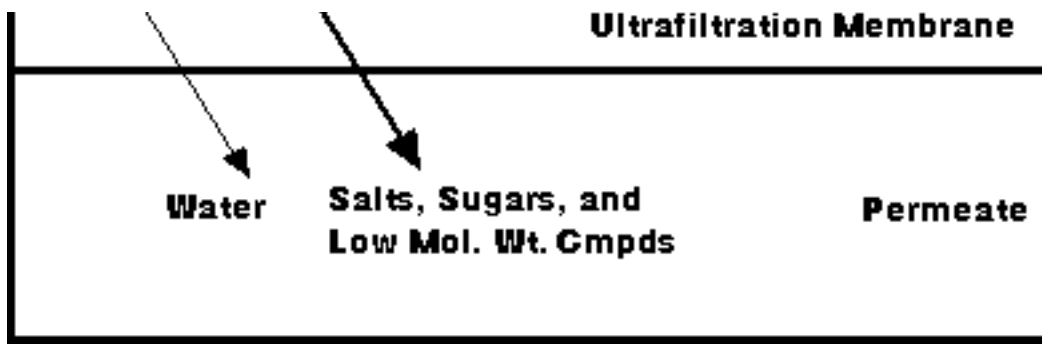 Ultrafiltration Membrane
Water
Salts, Sugars, and
Low Mol. Wt. Cmpds
Permeate